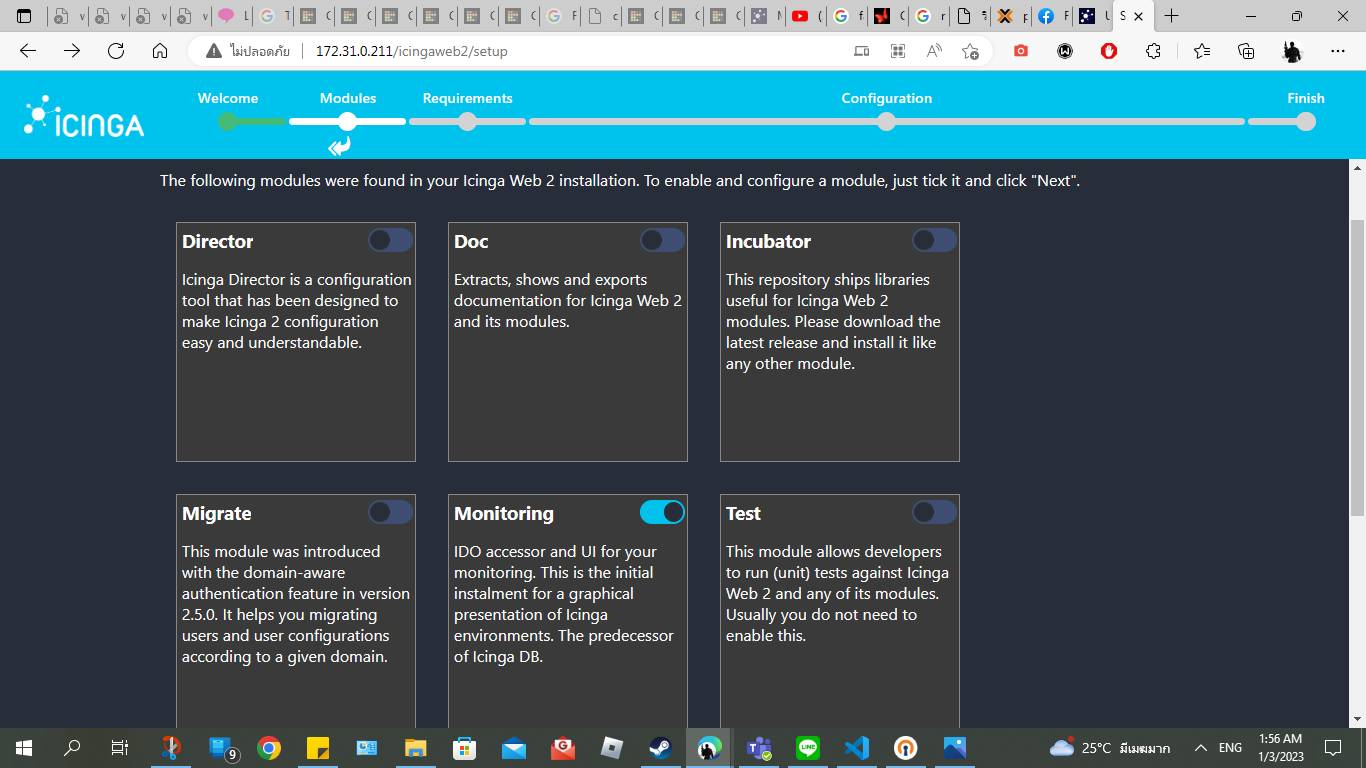 ไม่ปลอดภัย
172.31.0.211/icingaweb2/setup
ICINGA
Welcome
Modules
Requirements
Configuration
Finish
The following modules were found in your Icinga Web 2 installation. To enable and configure a module, just tick it and click "Next".
Director
Icinga Director is a configuration
tool that has been designed to
make Icinga 2 configuration
easy and understandable.
Doc
Extracts, shows and exports
documentation for Icinga Web 2
and its modules.
Incubator
This repository ships libraries
useful for Icinga Web 2
modules. Please download the
latest release and install it like
any other module.
Migrate
This module was introduced
with the domain-aware
authentication feature in version
2.5.0. It helps you migrating
users and user configurations
according to a given domain.
Monitoring
IDO accessor and UI for your
monitoring. This is the initial
instalment for a graphical
presentation of Icinga
environments. The predecessor
of Icinga DB.
Test
This module allows developers
to run (unit) tests against Icinga
Web 2 and any of its modules.
Usually you do not need to
enable this.
9
25°C มีเมฆมาก
ENG
1:56 AM
1/3/2023